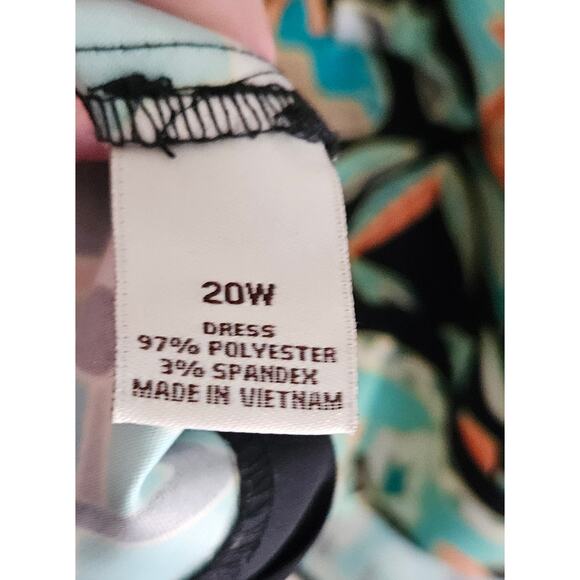 20W
DRESS
97% POLYESTER
3% SPANDEX
MADE IN VIETNAM